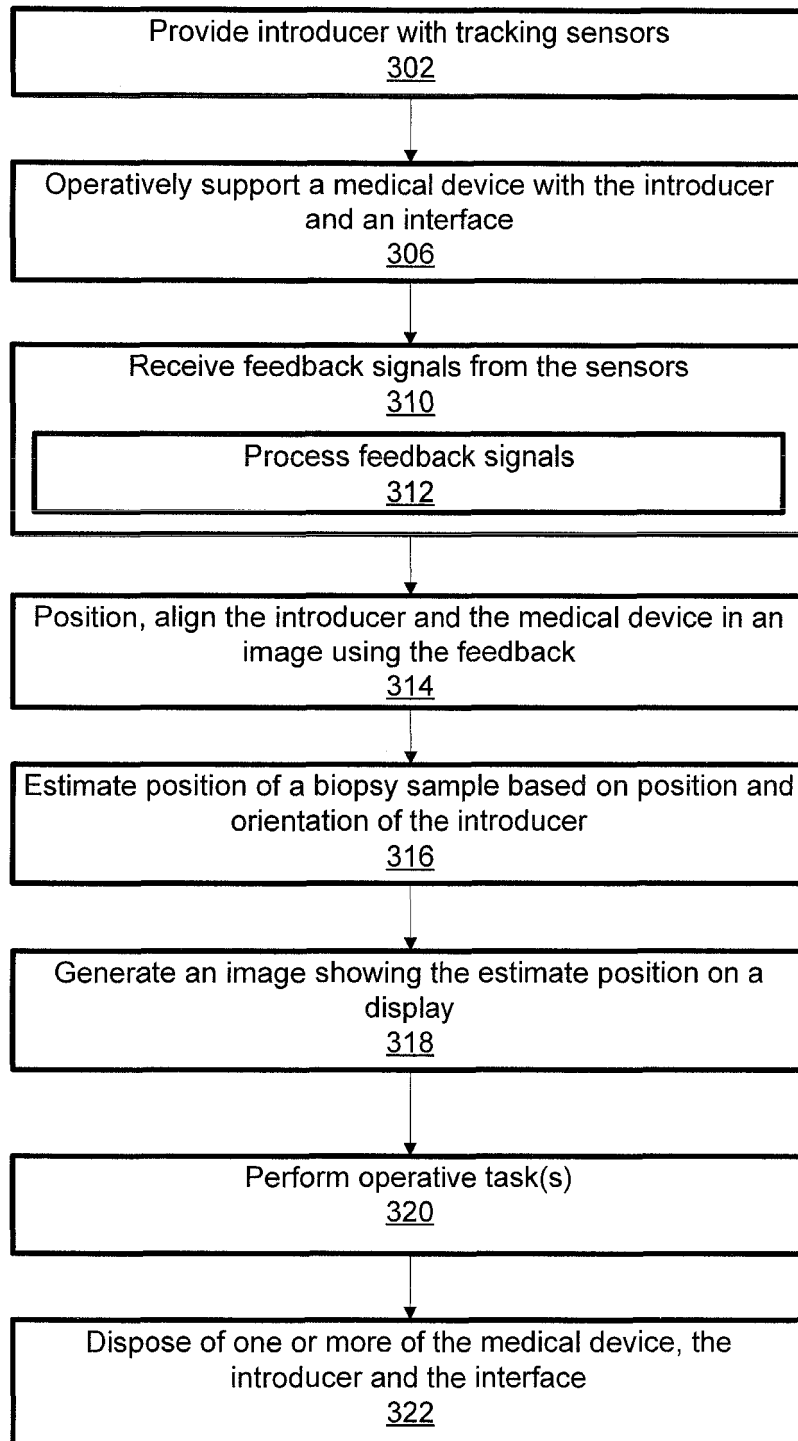 Provide introducer with tracking sensors
302
Operatively support a medical device with the introducer
and an interface
306
Receive feedback signals from the sensors
310
Process feedback signals
312
Position, align the introducer and the medical device in an
image using the feedback
314
Estimate position of a biopsy sample based on position and
orientation of the introducer
316
Generate an image showing the estimate position on a
display
318
Perform operative task(s)
320
Dispose of one or more of the medical device, the
introducer and the interface
322